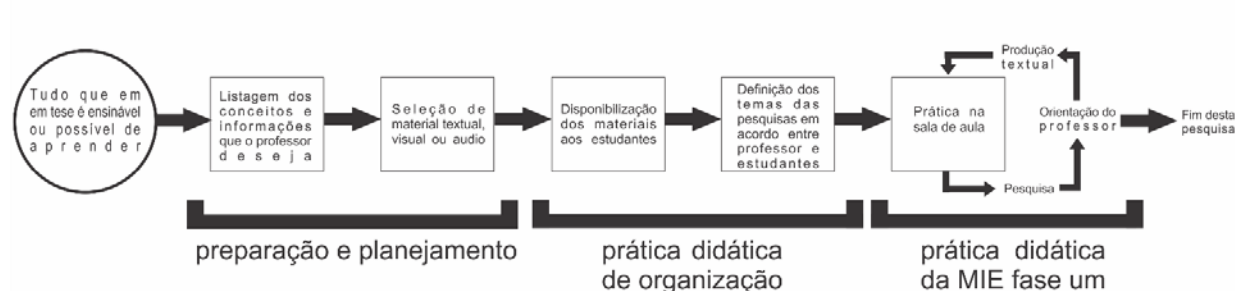 Tudo que em
em tese é ensinável
ou possível de
aprender
Listagem dos
conceitos e
informações
que o professor
deseja
Seleção de
material textual,
visual ou audio
Disponibilização
dos materiais
aos estudantes
Definição dos
temas das
pesquisas em
acordo entre
professor e
estudantes
Prática na
sala de aula
Produção
textual
Orientação do
professor
Pesquisa
Fim desta
pesquisa
preparação e planejamento
prática didática
de organização
prática didática
da MIE fase um